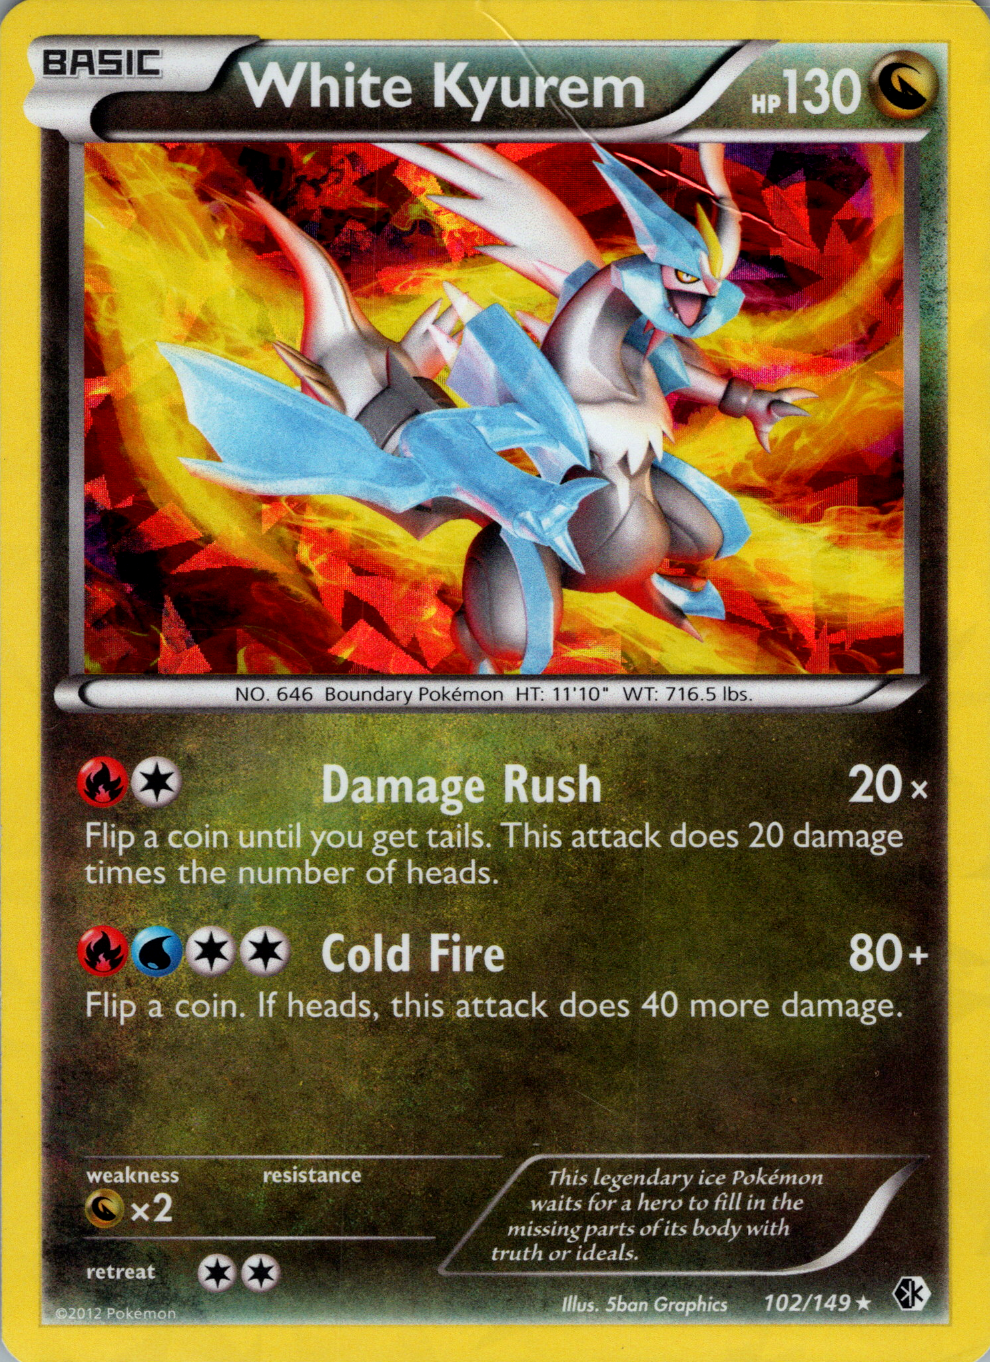 BASIC
White Kyurem
HP130
NO. 646 Boundary Pokémon HT: 11'10" WT: 716.5 lbs.
Damage Rush 20×
Flip a coin until you get tails. This attack does 20 damage
times the number of heads.
Cold Fire 80+
Flip a coin. If heads, this attack does 40 more damage.
weakness resistance
×2
retreat
This legendary ice Pokémon
waits for a hero to fill in the
missing parts of its body with
truth or ideals.
©2012 Pokémon
Illus. 5ban Graphics 102/149 ★